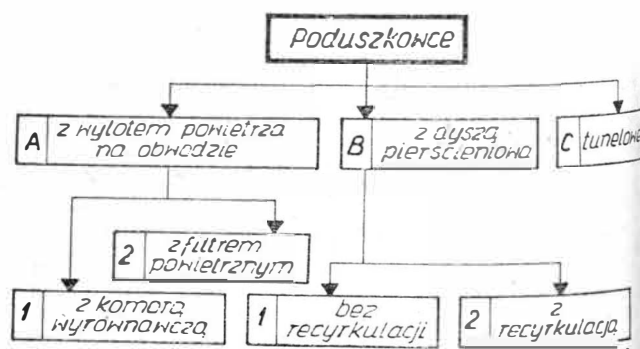 Poduszkowce
A z wylotem powietrza
na obwodzie
B z dyszą
pierścieniową
C tunelowe
2 z filtrem
powietrznym
1 z komorą
wyrównawczą
1 bez
recyrkulacji
2 z
recyrkulacją